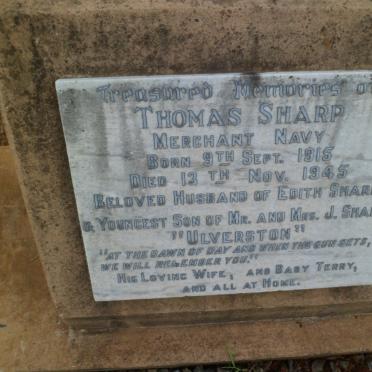 Treasured Memories of
THOMAS SHARP
MERCHANT NAVY
BORN 9TH SEPT. 1915
DIED 13TH NOV. 1945
BELOVED HUSBAND OF EDITH SHARP
& YOUNGEST SON OF MR. AND MRS. J. SHARP
"ULVERSTON"
"AT THE DAWN OF DAY AND WHEN THE SUN SETS,
WE WILL REMEMBER YOU."
HIS LOVING WIFE, AND BABY TERRY,
AND ALL AT HOME.